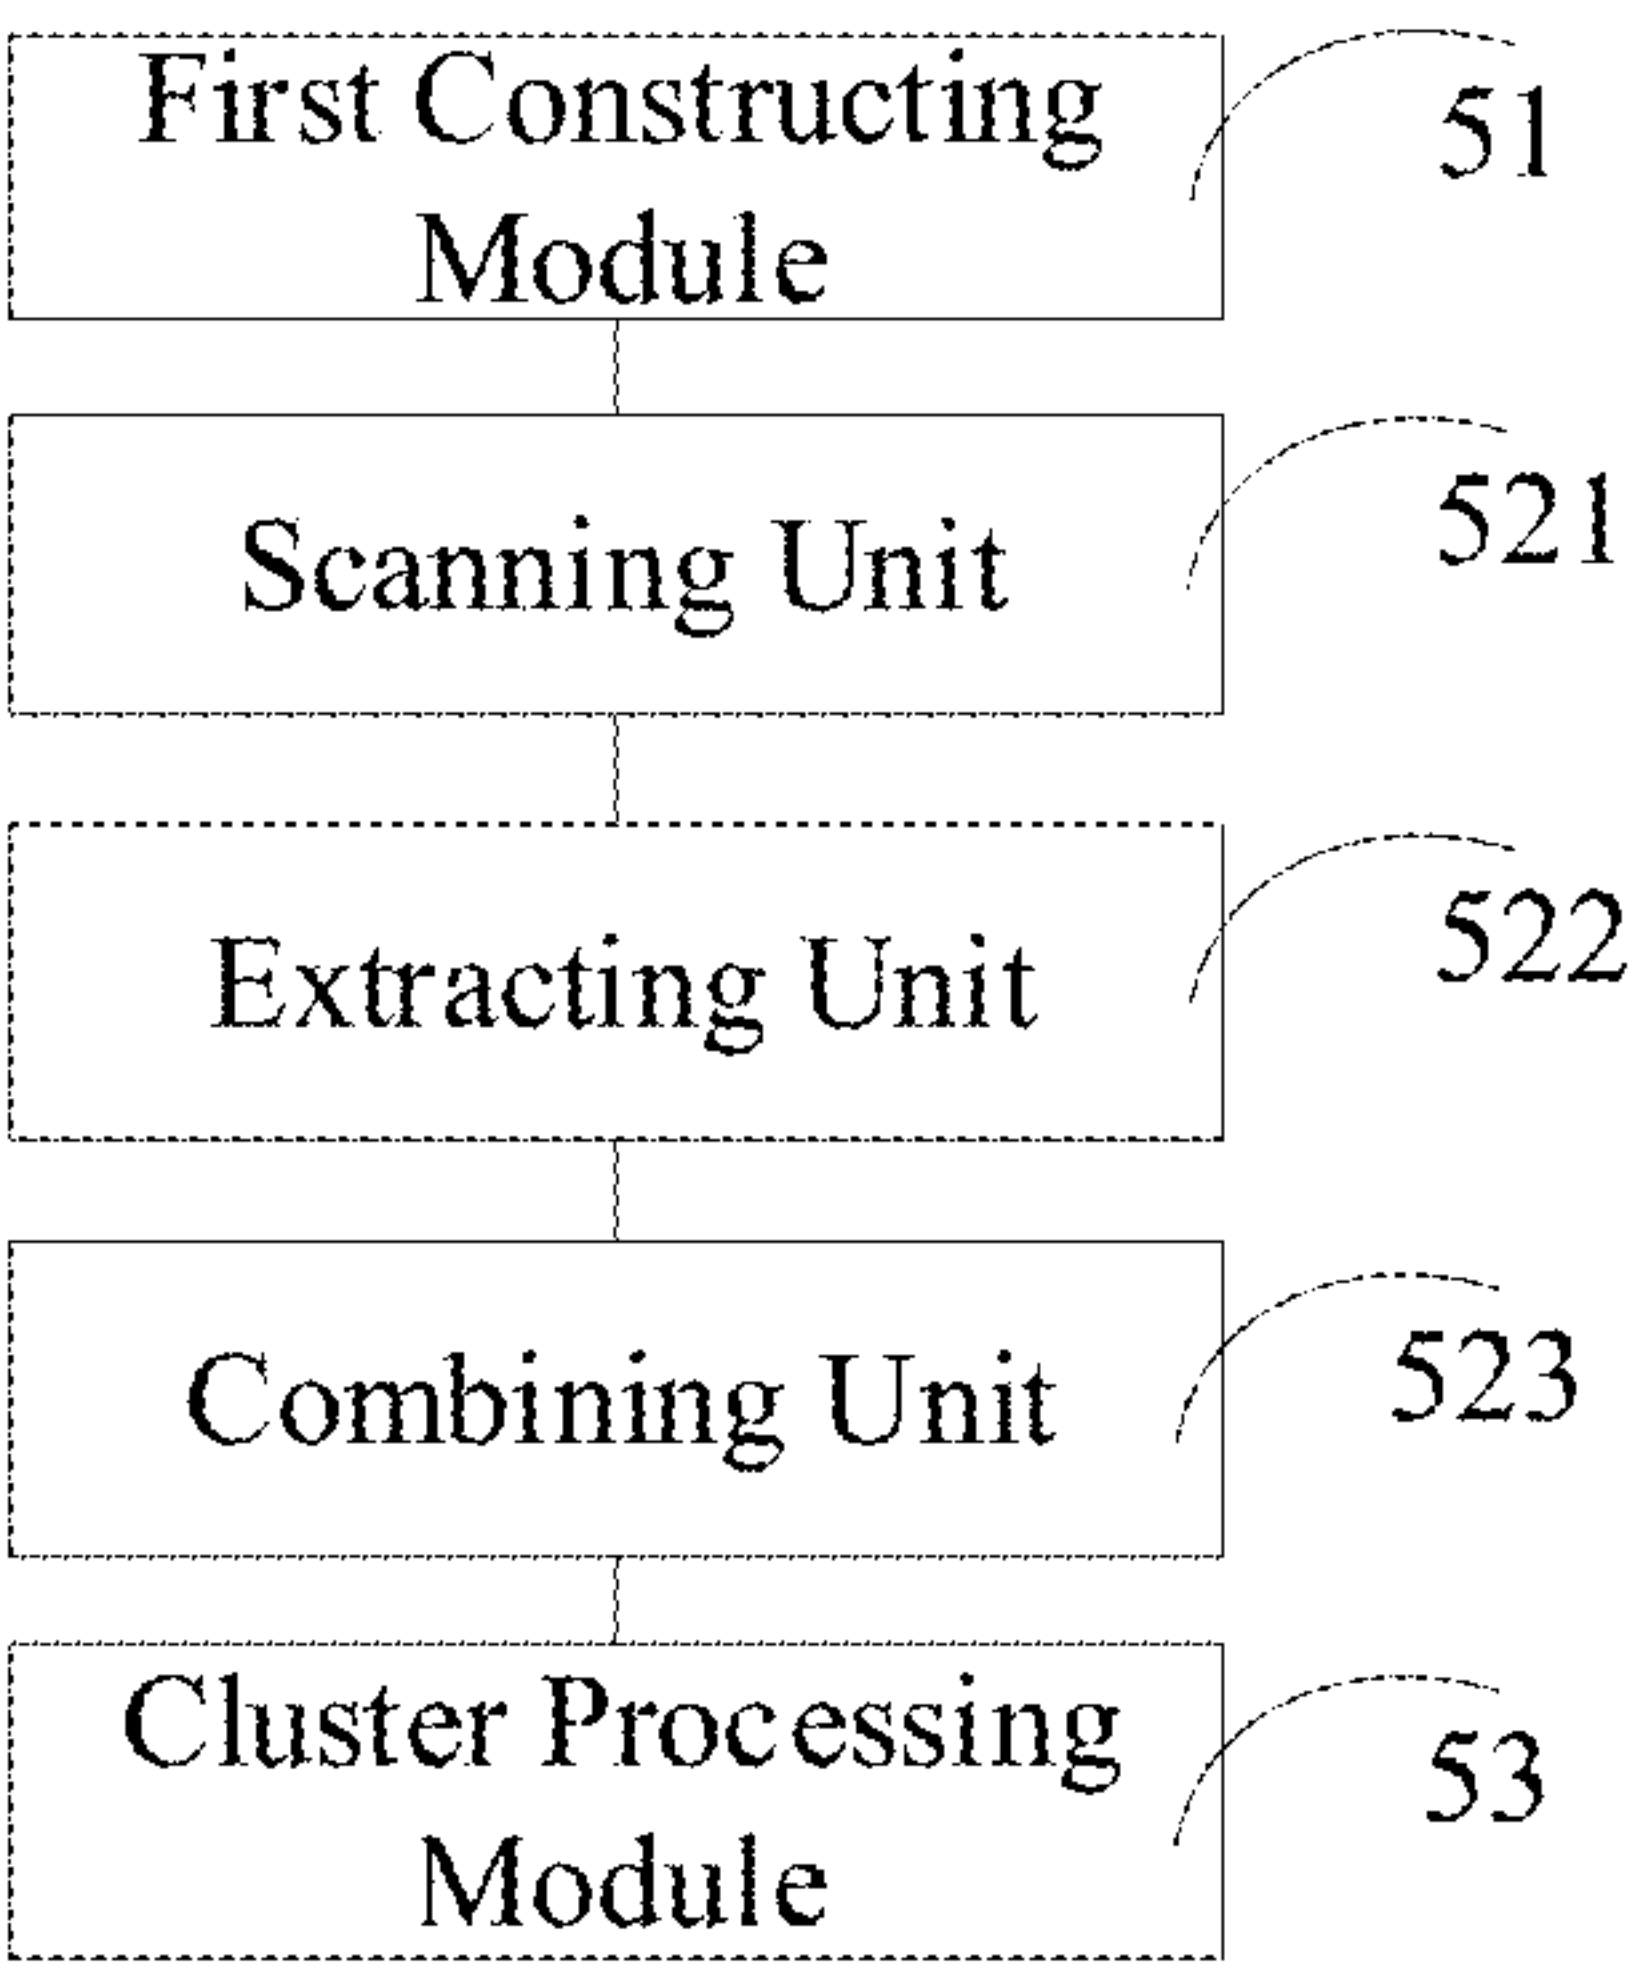 First Constructing
Module
51
Scanning Unit
521
Extracting Unit
522
Combining Unit
523
Cluster Processing
Module
53